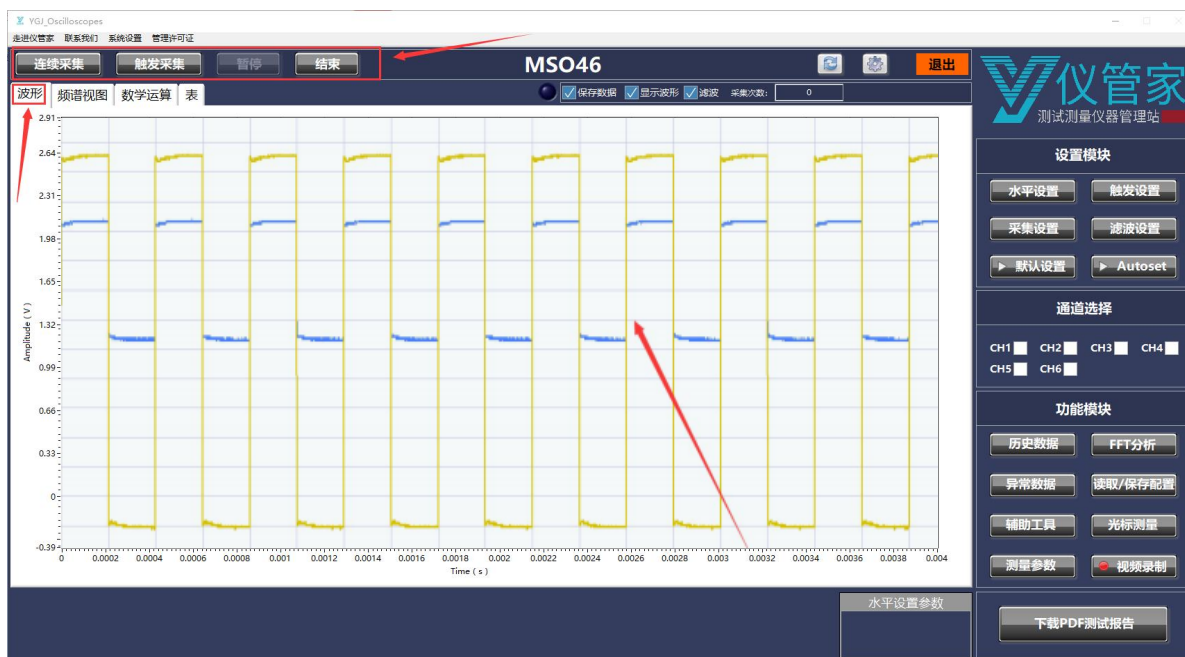 YGJ_Oscilloscopes
走进仪管家 联系我们 系统设置 管理许可证
连续采集 触发采集 暂停 结束 MSO46 退出
波形 频谱视图 数学运算 表 保存数据 显示波形 滤波 采集次数: 0
仪管家
测试测量仪器管理站
设置模块
水平设置 触发设置
采集设置 滤波设置
默认设置 Autoset
通道选择
CH1 CH2 CH3 CH4
CH5 CH6
功能模块
历史数据 FFT分析
异常数据 读取/保存配置
辅助工具 光标测量
测量参数 视频录制
下载PDF测试报告
Amplitude ( V )
2.91
2.64
2.31
1.98
1.65
1.32
0.99
0.66
0.33
0
-0.39
0 0.0002 0.0004 0.0006 0.0008 0.001 0.0012 0.0014 0.0016 0.0018 0.002 0.0022 0.0024 0.0026 0.0028 0.003 0.0032 0.0034 0.0036 0.0038 0.004
Time ( s )
水平设置参数